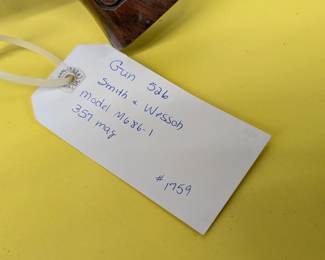 Gun 526
Smith & Wesson
model M686-1
357 mag
#1759